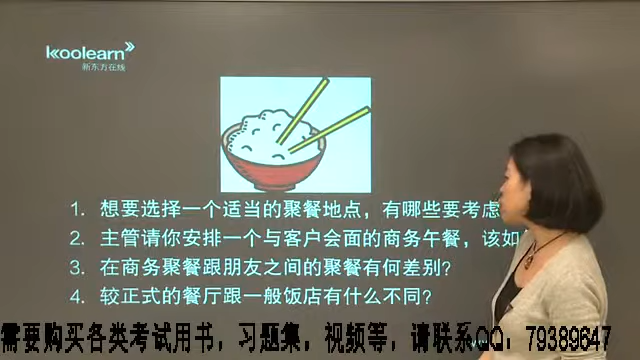 koolearn
新东方在线
1. 想要选择一个适当的聚餐地点，有哪些要考虑
2. 主管请你安排一个与客户会面的商务午餐，该如
3. 在商务聚餐跟朋友之间的聚餐有何差别?
4. 较正式的餐厅跟一般饭店有什么不同?
需要购买各类考试用书，习题集，视频等，请联系QQ：79389647